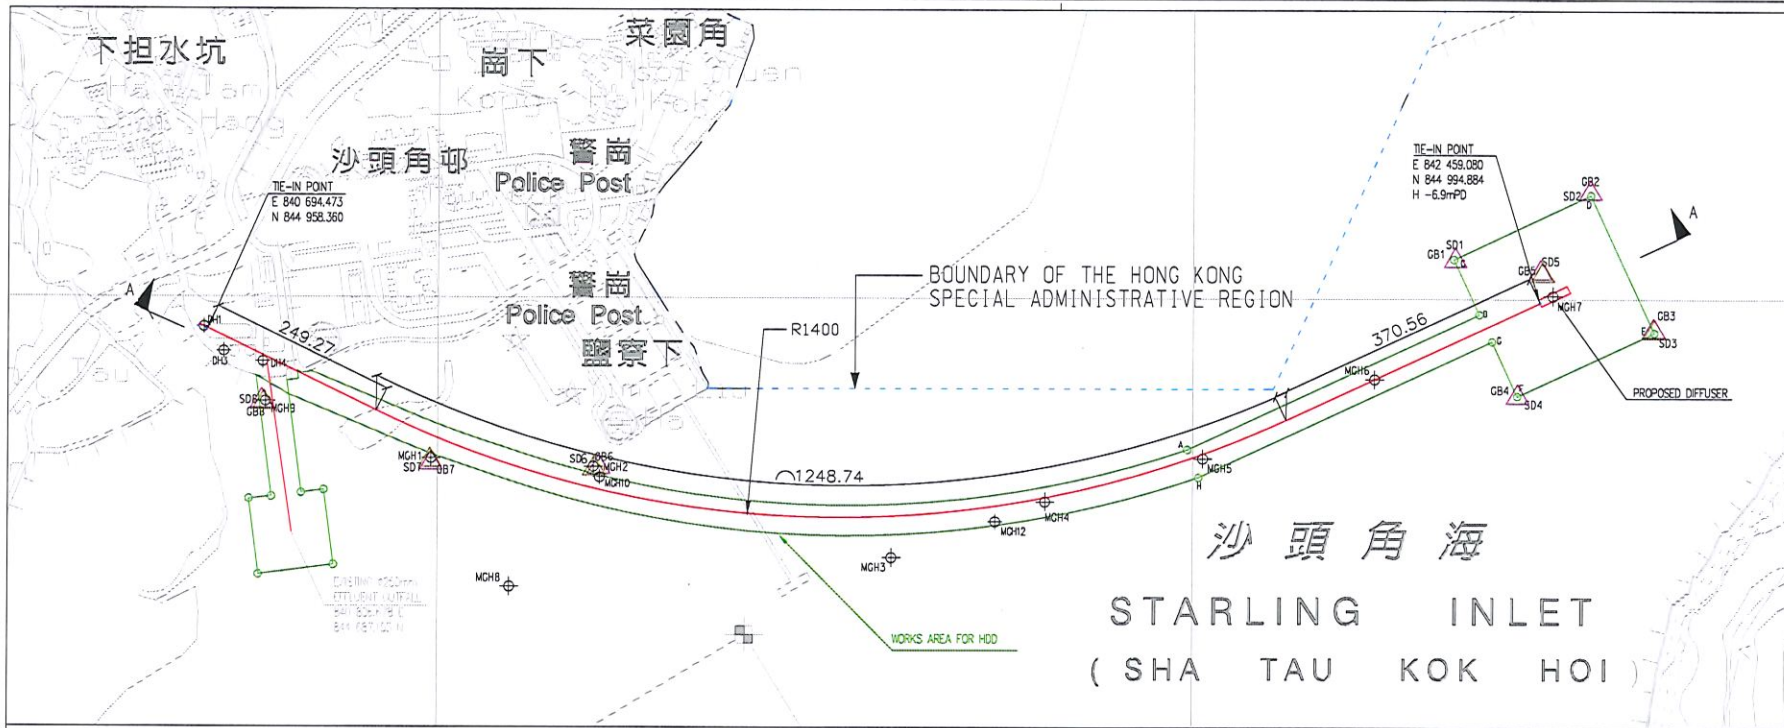 下担水坑
崗下
菜園角
沙頭角邨
警崗
Police Post
TIE-IN POINT
E 840 694.473
N 844 958.360
TIE-IN POINT
E 842 459.080
N 844 994.884
H -6.9mPD
GB2
SD2
D
A
SD1
GB1
GB5
SD5
MGH7
GB3
E
SD3
警崗
Police Post
鹽寮下
BOUNDARY OF THE HONG KONG
SPECIAL ADMINISTRATIVE REGION
A
DH1
249.27
R1400
370.56
DH3
DH4
MGH6
G
GB4
SD4
PROPOSED DIFFUSER
SD8
GB8
MGH9
MGH1
SD7
GB7
SD6
GB6
MGH2
MGH10
1248.74
A
MGH5
H
MGH4
MGH12
MGH3
MGH8
沙頭角海
STARLING INLET
( SHA TAU KOK HOI )
WORKS AREA FOR HDD